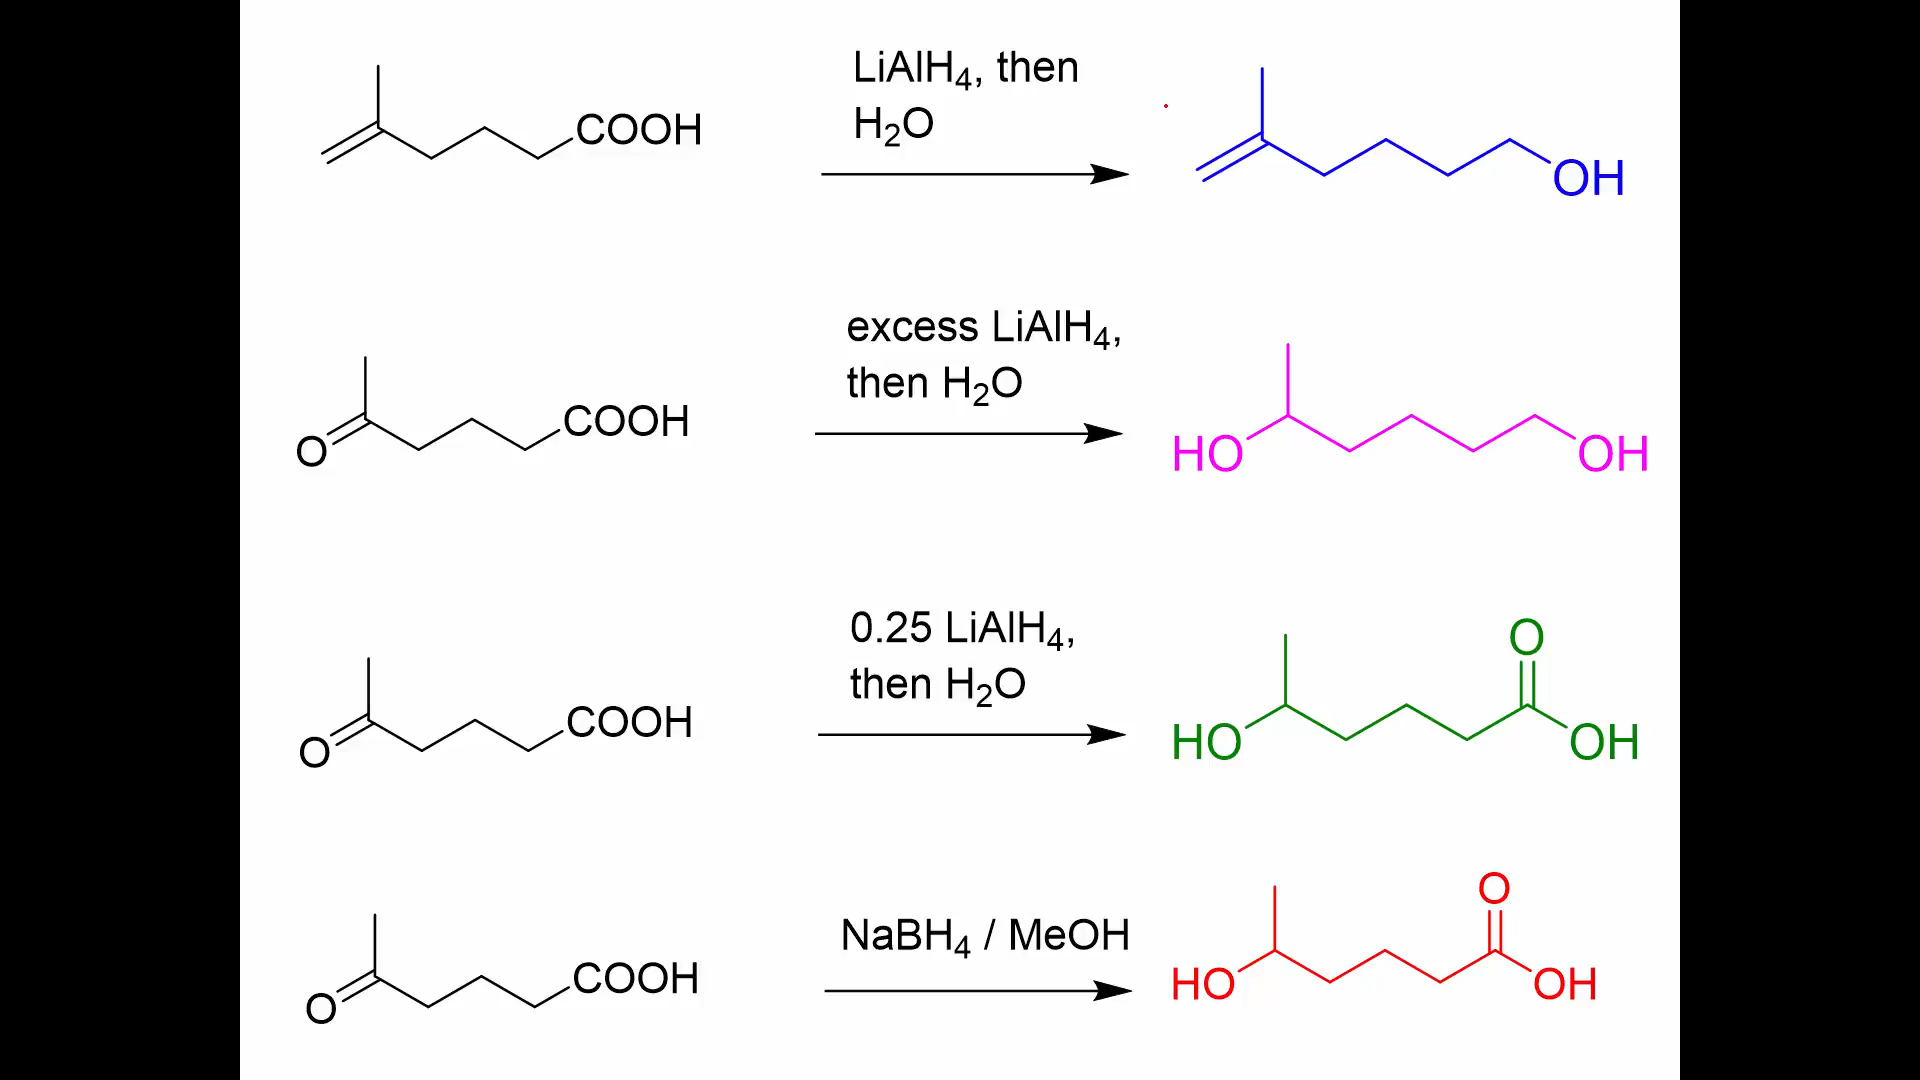 LiAlH4, then
H2O
COOH
OH
excess LiAlH4,
then H2O
O
COOH
HO
OH
0.25 LiAlH4,
then H2O
O
COOH
HO
O
OH
NaBH4 / MeOH
O
COOH
HO
O
OH